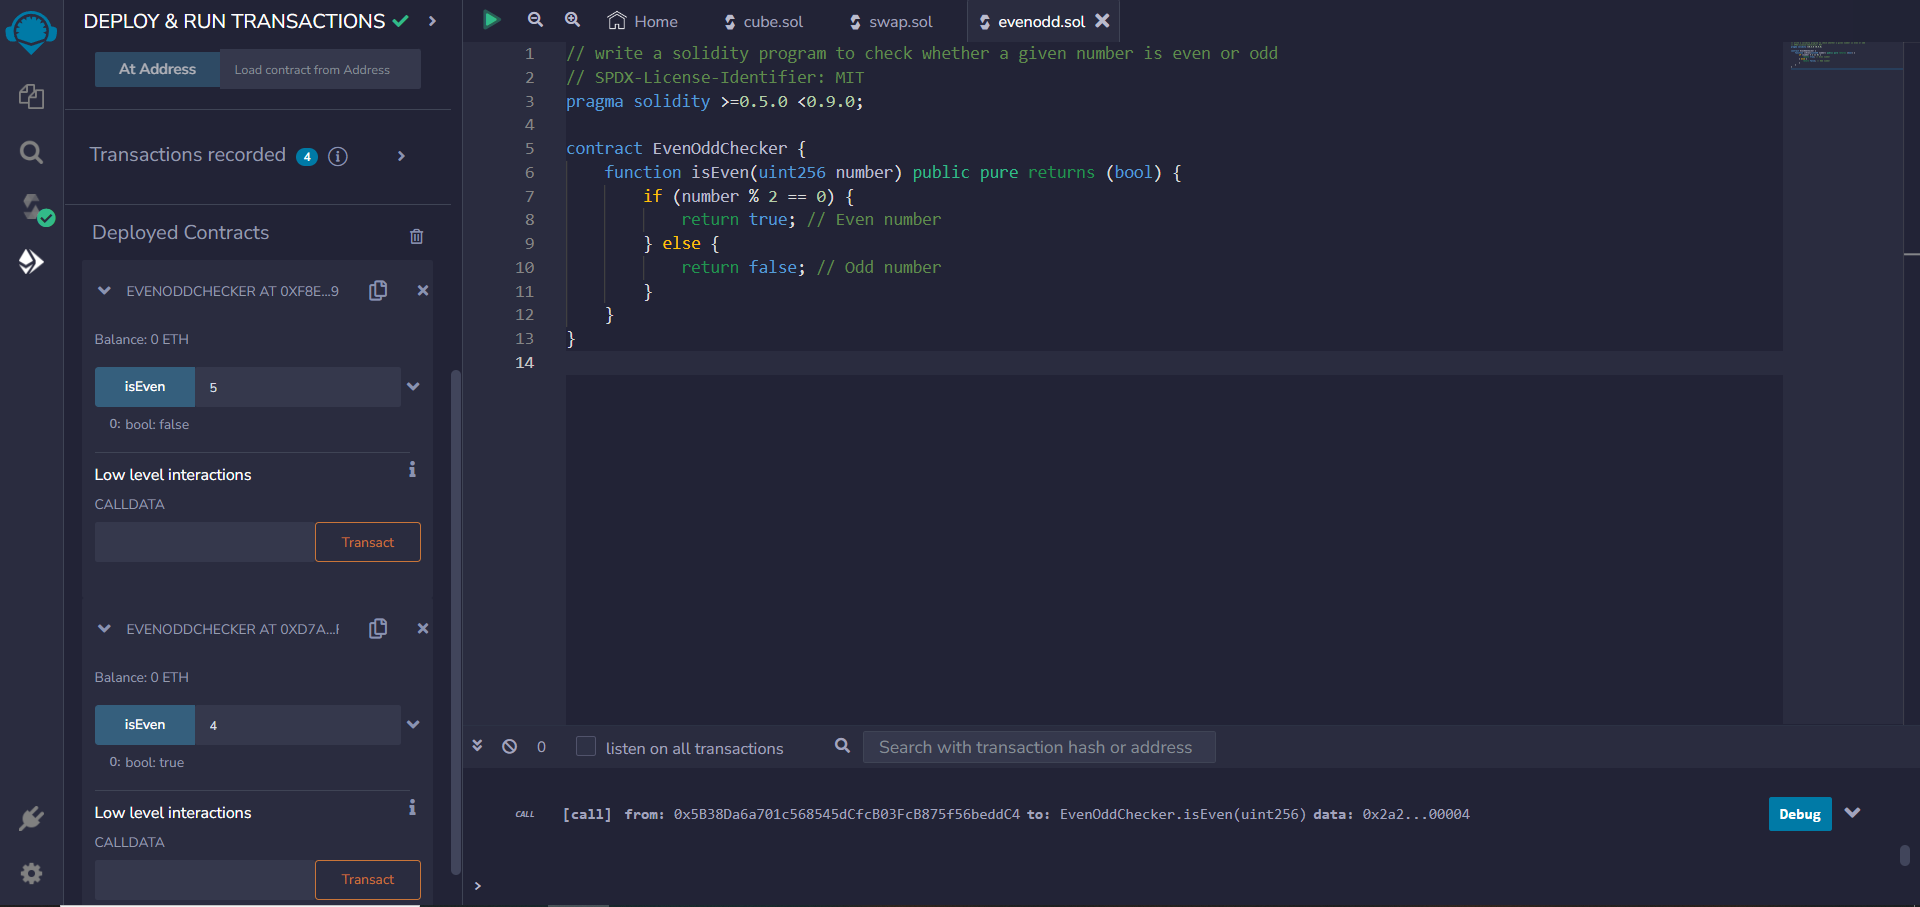 DEPLOY & RUN TRANSACTIONS
At Address
Load contract from Address
Transactions recorded 4
Deployed Contracts
EVENODDCHECKER AT 0XF8E...9
Balance: 0 ETH
isEven
5
0: bool: false
Low level interactions
CALLDATA
Transact
EVENODDCHECKER AT 0XD7A...F
Balance: 0 ETH
isEven
4
0: bool: true
Low level interactions
CALLDATA
Transact
Home
cube.sol
swap.sol
evenodd.sol
1 // write a solidity program to check whether a given number is even or odd
2 // SPDX-License-Identifier: MIT
3 pragma solidity >=0.5.0 <0.9.0;
4
5 contract EvenOddChecker {
6 function isEven(uint256 number) public pure returns (bool) {
7 if (number % 2 == 0) {
8 return true; // Even number
9 } else {
10 return false; // Odd number
11 }
12 }
13 }
14
0
listen on all transactions
Search with transaction hash or address
CALL [call] from: 0x5B38Da6a701c568545dCfcB03FcB875f56beddC4 to: EvenOddChecker.isEven(uint256) data: 0x2a2...00004
Debug
>